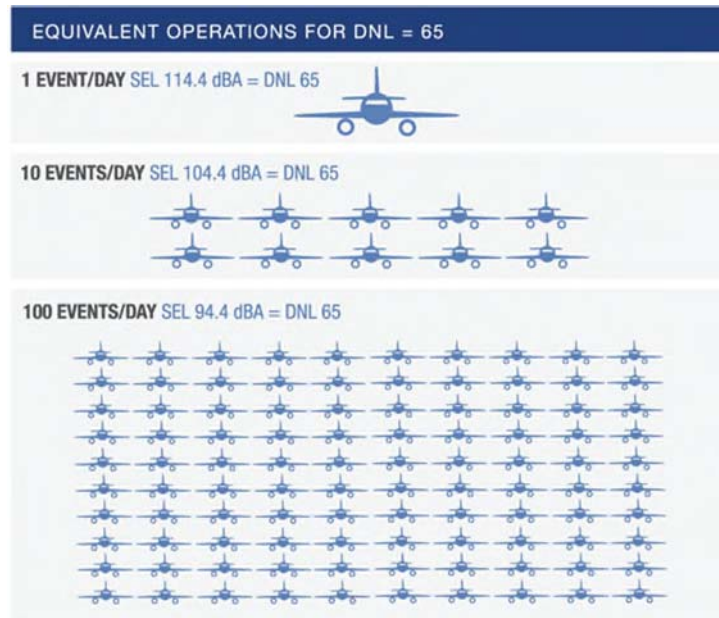 EQUIVALENT OPERATIONS FOR DNL = 65
1 EVENT/DAY SEL 114.4 dBA = DNL 65
10 EVENTS/DAY SEL 104.4 dBA = DNL 65
100 EVENTS/DAY SEL 94.4 dBA = DNL 65